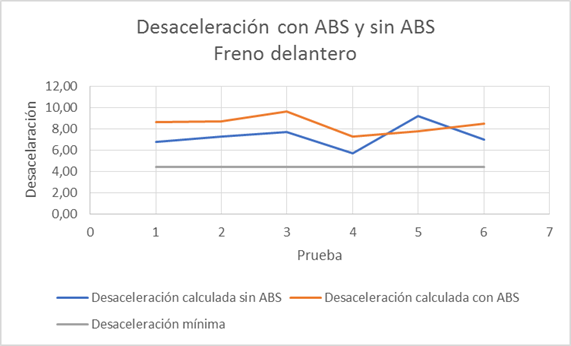 Desaceleración con ABS y sin ABS
Freno delantero
12,00
10,00
8,00
6,00
4,00
2,00
0,00
Desacelaración
0 1 2 3 4 5 6 7
Prueba
Desaceleración calculada sin ABS
Desaceleración calculada con ABS
Desaceleración mínima